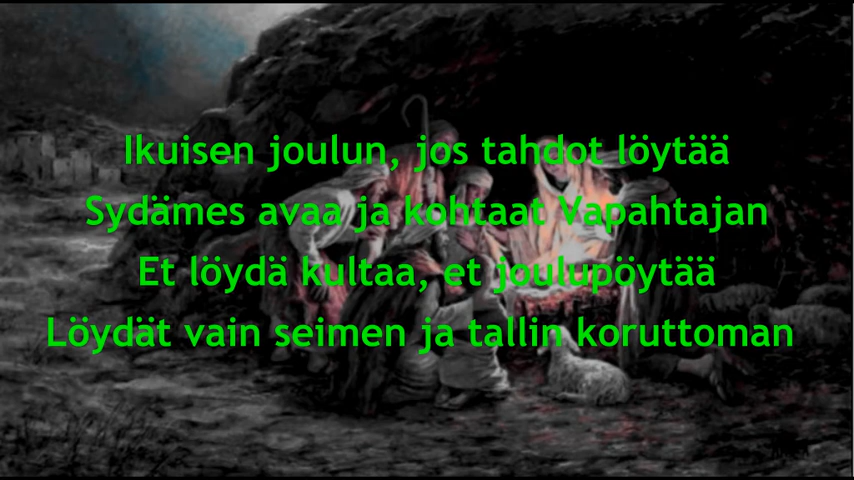 Ikuisen joulun, jos tahdot löytää
Sydämes avaa ja kohtaat Vapahtajan
Et löydä kultaa, et joulupöytää
Löydät vain seimen ja tallin koruttoman